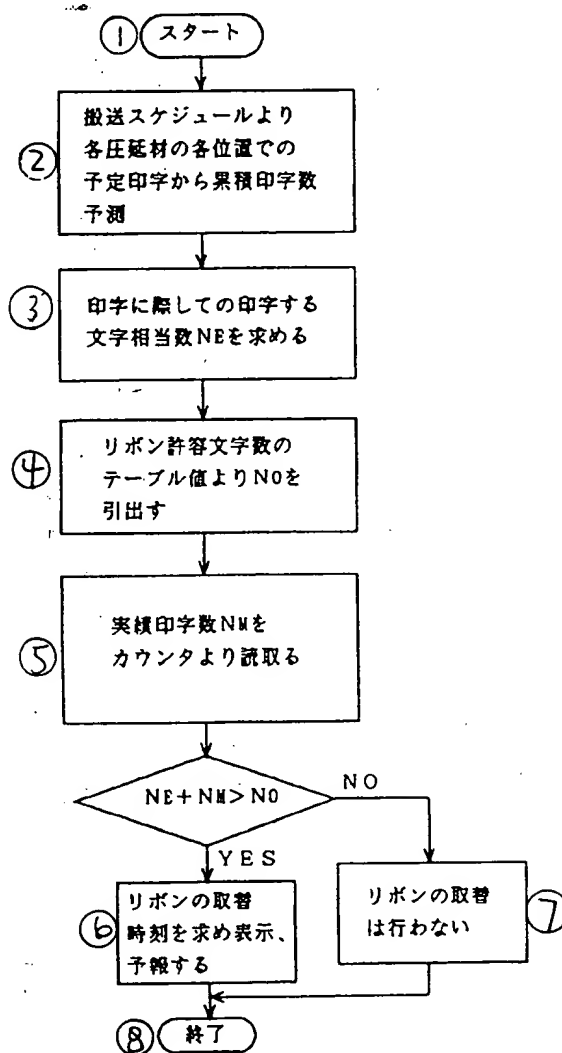 ① スタート
搬送スケジュールより
各圧延材の各位置での
予定印字から累積印字数
予測
②
③
印字に際しての印字する
文字相当数NEを求める
④
リボン許容文字数の
テーブル値よりN0を
引出す
⑤
実績印字数NMを
カウンタより読取る
NE+NM>N0
NO
YES
⑥
リボンの取替
時刻を求め表示、
予報する
リボンの取替
は行わない
⑦
⑧ 終了